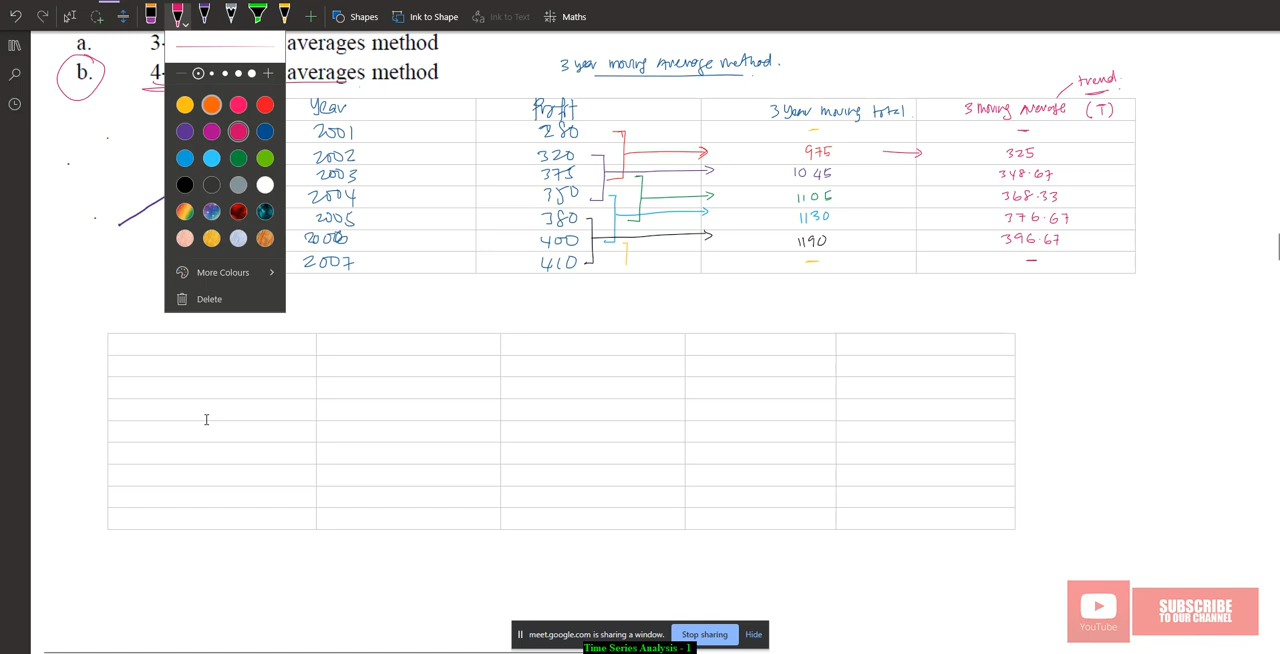 Shapes Ink to Shape Ink to Text Maths
a. 3- averages method
b. 4- averages method
3 year moving Average method.
trend.
Year Profit 3 year moving total. 3 moving Average (T)
2001 280 - -
2002 320 975 325
2003 375 1045 348.67
2004 350 1105 368.33
2005 380 1130 376.67
2006 400 1190 396.67
2007 410 - -
More Colours
Delete
YouTube
SUBSCRIBE
TO OUR CHANNEL
meet.google.com is sharing a window. Stop sharing Hide
Time Series Analysis - 1